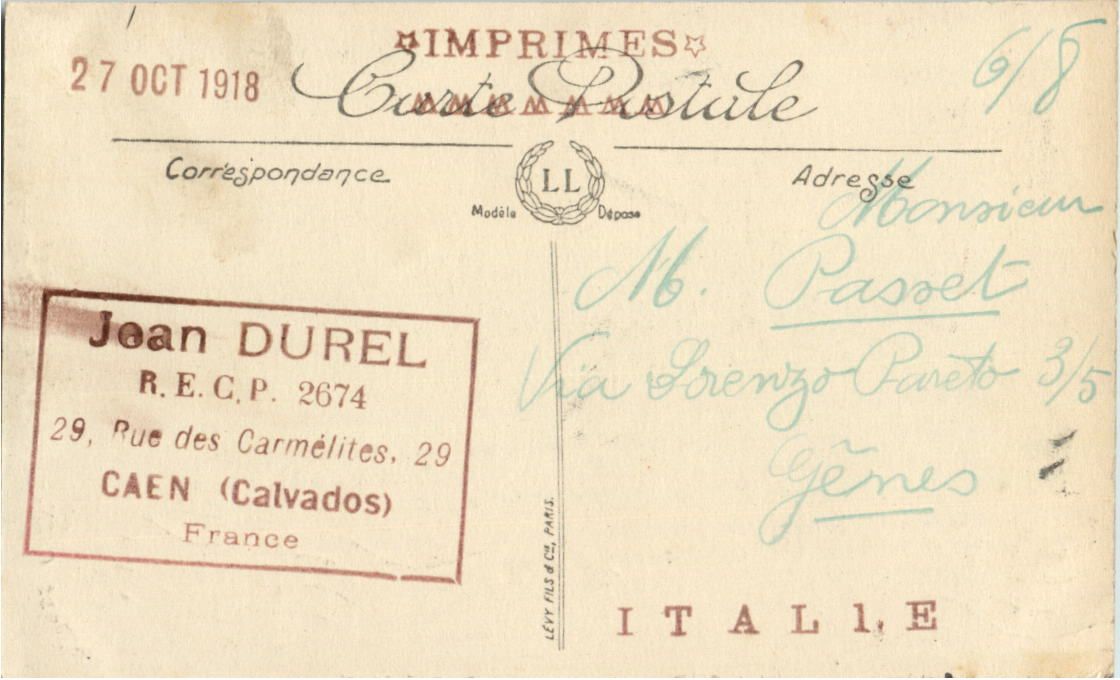 IMPRIMES
27 OCT 1918
Carte Postale
6/8
Correspondance
LL
Adresse
Modèle Déposé
Monsieur
M. Passet
Via Lorenzo Pareto 3/5
Gênes
ITALIE
Jean DUREL
R.E.C.P. 2674
29, Rue des Carmélites, 29
CAEN (Calvados)
France
LÉVY FILS & Cie, PARIS.